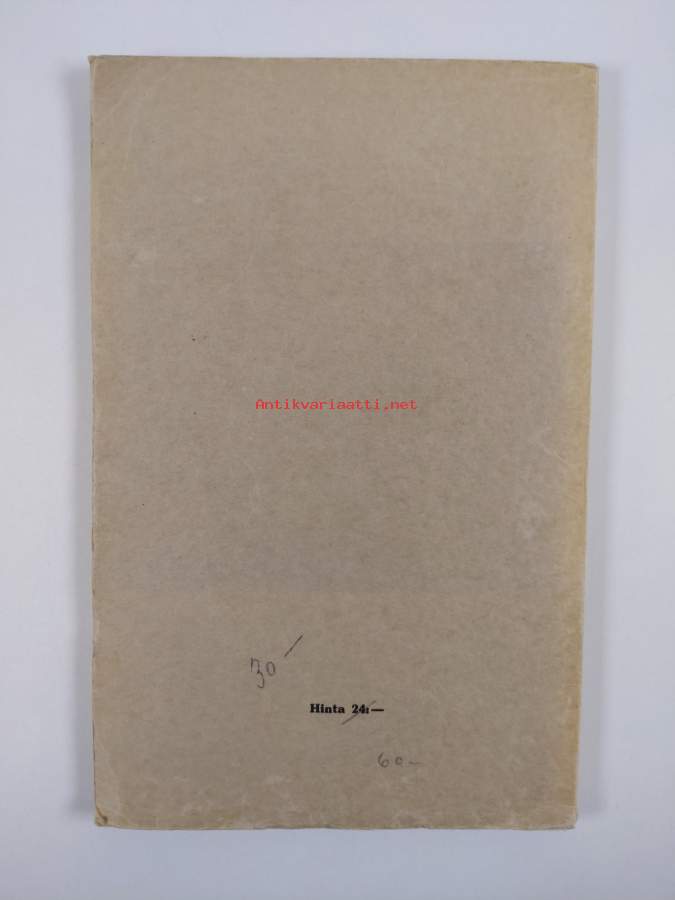 Antikvariaatti.net
30 –
Hinta 24:—
60—